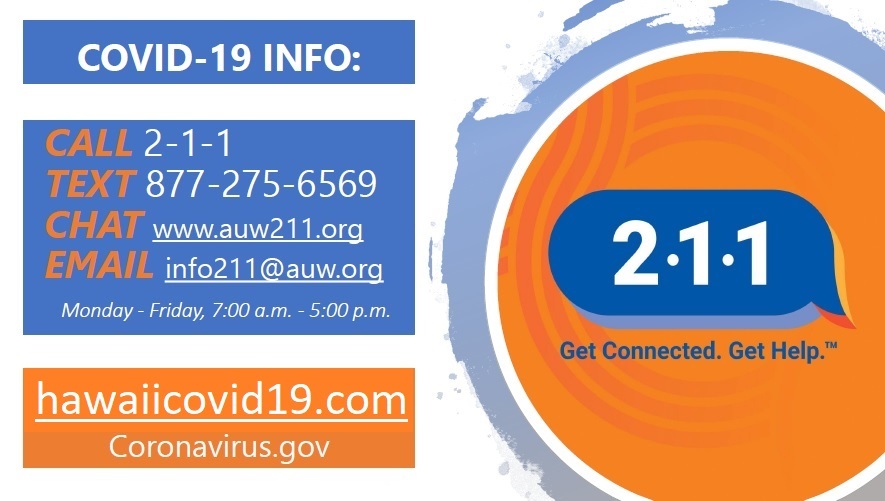 COVID-19 INFO:
CALL 2-1-1
TEXT 877-275-6569
CHAT www.auw211.org
EMAIL info211@auw.org
Monday - Friday, 7:00 a.m. - 5:00 p.m.
hawaiicovid19.com
Coronavirus.gov
2·1·1
Get Connected. Get Help.™